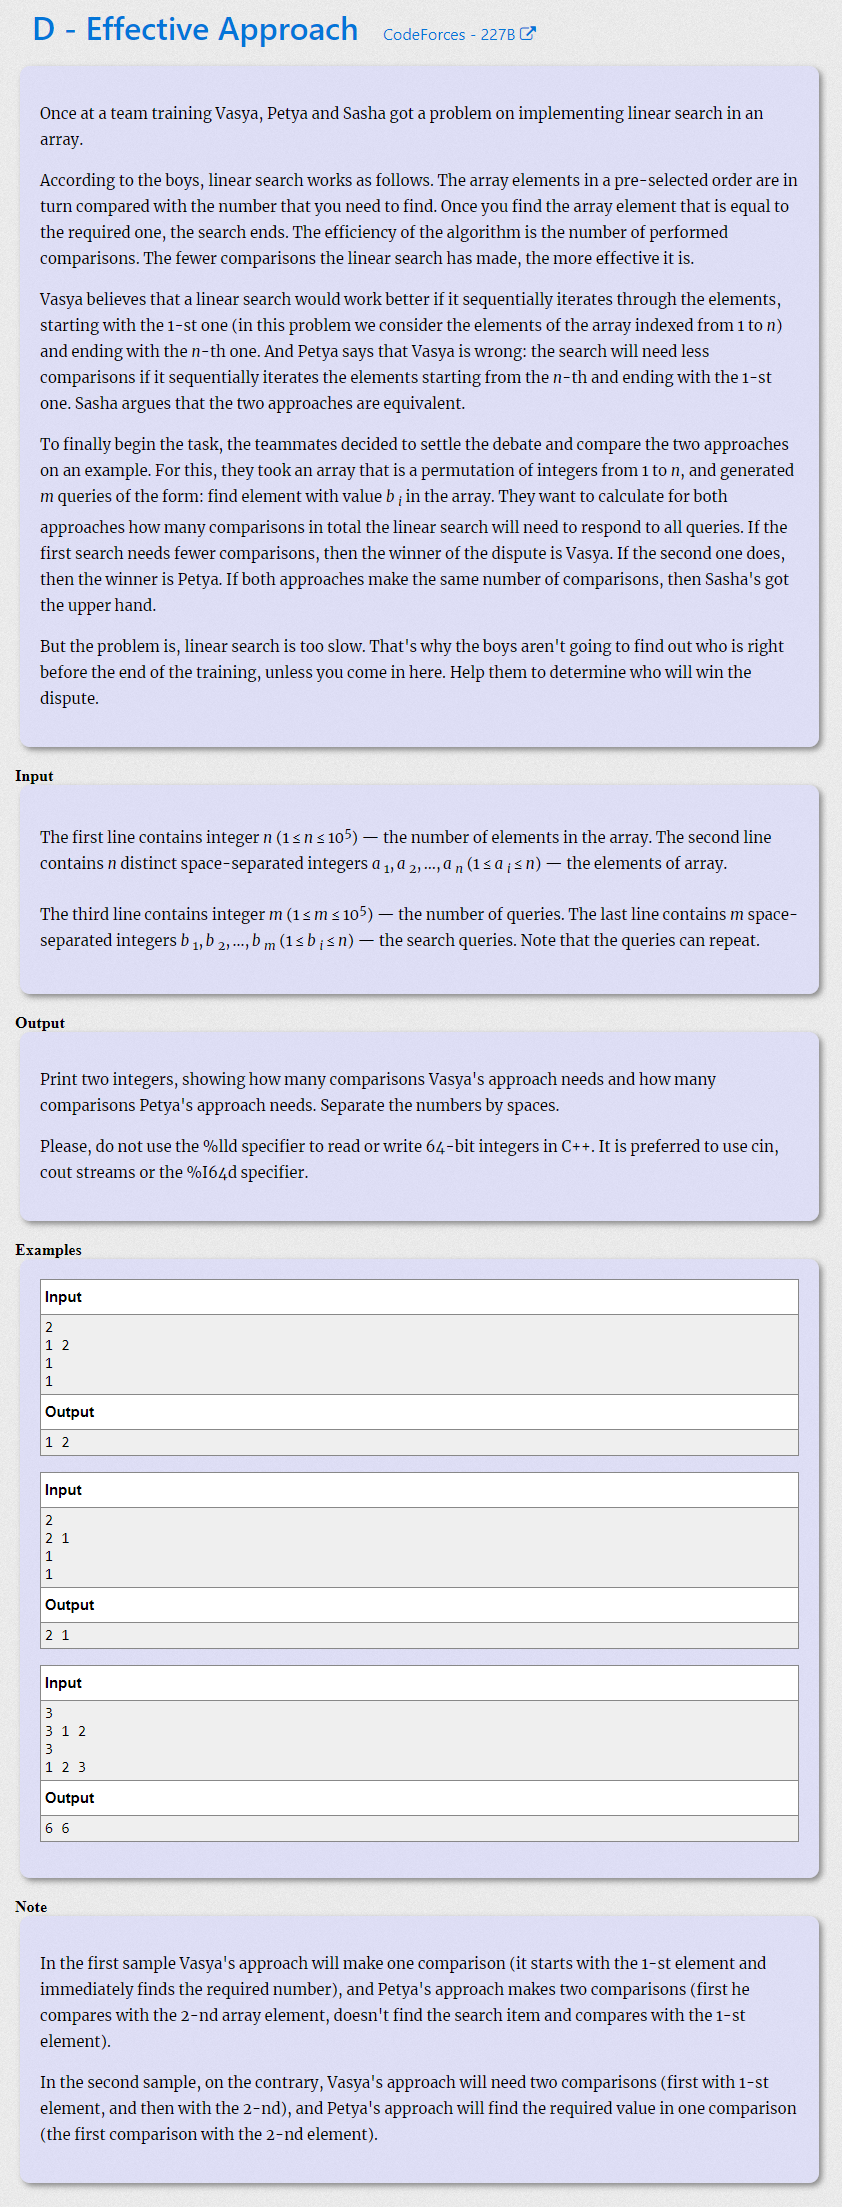 D - Effective Approach CodeForces - 227B
Once at a team training Vasya, Petya and Sasha got a problem on implementing linear search in an
array.
According to the boys, linear search works as follows. The array elements in a pre-selected order are in
turn compared with the number that you need to find. Once you find the array element that is equal to
the required one, the search ends. The efficiency of the algorithm is the number of performed
comparisons. The fewer comparisons the linear search has made, the more effective it is.
Vasya believes that a linear search would work better if it sequentially iterates through the elements,
starting with the 1-st one (in this problem we consider the elements of the array indexed from 1 to n)
and ending with the n-th one. And Petya says that Vasya is wrong: the search will need less
comparisons if it sequentially iterates the elements starting from the n-th and ending with the 1-st
one. Sasha argues that the two approaches are equivalent.
To finally begin the task, the teammates decided to settle the debate and compare the two approaches
on an example. For this, they took an array that is a permutation of integers from 1 to n, and generated
m queries of the form: find element with value b i in the array. They want to calculate for both
approaches how many comparisons in total the linear search will need to respond to all queries. If the
first search needs fewer comparisons, then the winner of the dispute is Vasya. If the second one does,
then the winner is Petya. If both approaches make the same number of comparisons, then Sasha's got
the upper hand.
But the problem is, linear search is too slow. That's why the boys aren't going to find out who is right
before the end of the training, unless you come in here. Help them to determine who will win the
dispute.
Input
The first line contains integer n (1 ≤ n ≤ 10⁵) — the number of elements in the array. The second line
contains n distinct space-separated integers a 1, a 2, ..., a n (1 ≤ a i ≤ n) — the elements of array.
The third line contains integer m (1 ≤ m ≤ 10⁵) — the number of queries. The last line contains m space-
separated integers b 1, b 2, ..., b m (1 ≤ b i ≤ n) — the search queries. Note that the queries can repeat.
Output
Print two integers, showing how many comparisons Vasya's approach needs and how many
comparisons Petya's approach needs. Separate the numbers by spaces.
Please, do not use the %lld specifier to read or write 64-bit integers in C++. It is preferred to use cin,
cout streams or the %I64d specifier.
Examples
Input
2
1 2
1
1
Output
1 2
Input
2
2 1
1
1
Output
2 1
Input
3
3 1 2
3
1 2 3
Output
6 6
Note
In the first sample Vasya's approach will make one comparison (it starts with the 1-st element and
immediately finds the required number), and Petya's approach makes two comparisons (first he
compares with the 2-nd array element, doesn't find the search item and compares with the 1-st
element).
In the second sample, on the contrary, Vasya's approach will need two comparisons (first with 1-st
element, and then with the 2-nd), and Petya's approach will find the required value in one comparison
(the first comparison with the 2-nd element).